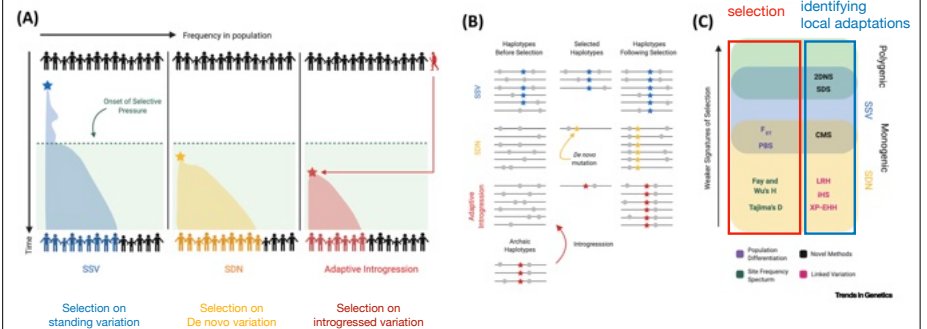 (A)
Frequency in population
Onset of Selective
Pressure
Time
SSV
SDN
Adaptive Introgression
Selection on
standing variation
Selection on
De novo variation
Selection on
introgressed variation
(B)
Haplotypes
Before Selection
Selected
Haplotypes
Haplotypes
Following Selection
SSV
SDN
De novo
mutation
Adaptive
Introgression
Archaic
Haplotypes
Introgresssion
(C)
selection
identifying
local adaptations
Weaker Signatures of Selection
2DNS
SDS
FST
PBS
CMS
Fay and
Wu's H
Tajima's D
LRH
iHS
XP-EHH
Polygenic
Monogenic
SSV
SDN
Population
Differentiation
Novel Methods
Site Frequency
Specturm
Linked Variation
Trends in Genetics